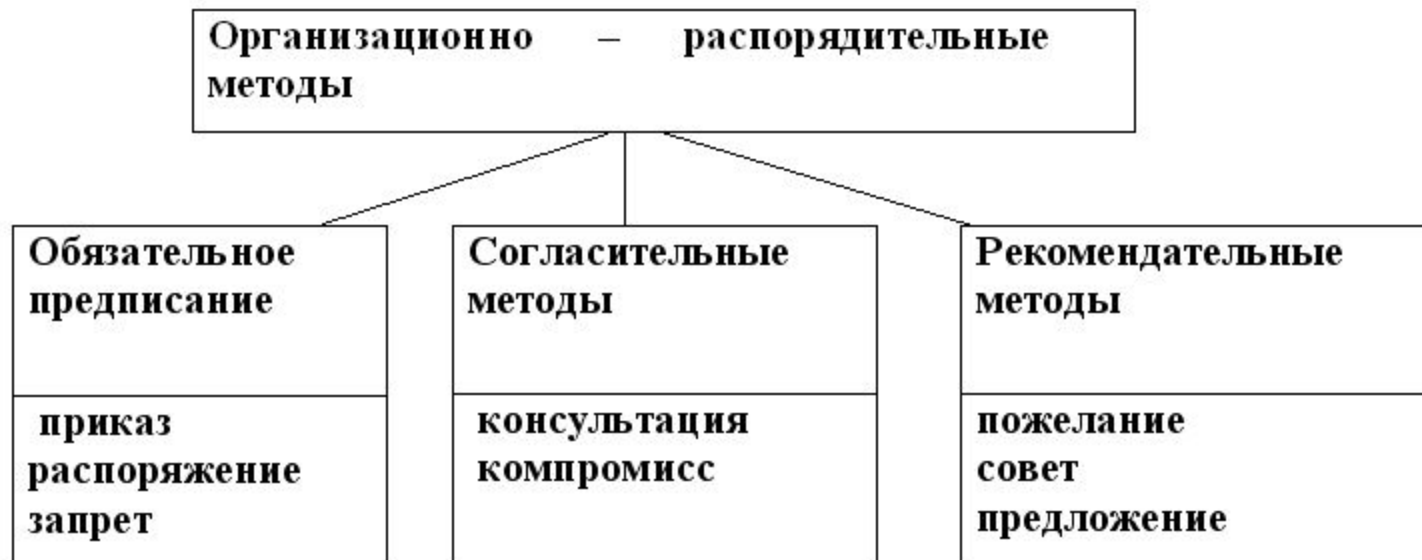 Организационно – распорядительные
методы
Обязательное
предписание
приказ
распоряжение
запрет
Согласительные
методы
консультация
компромисс
Рекомендательные
методы
пожелание
совет
предложение